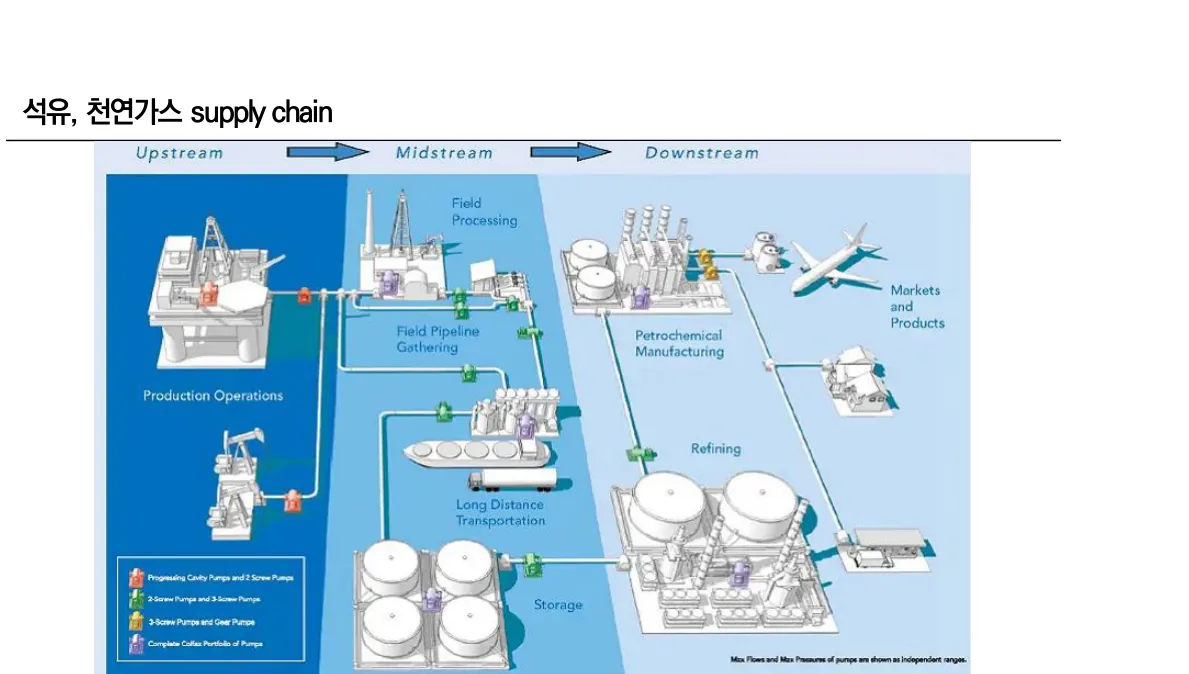 석유, 천연가스 supply chain
Upstream
Midstream
Downstream
Field
Processing
Field Pipeline
Gathering
Production Operations
Long Distance
Transportation
Storage
Petrochemical
Manufacturing
Markets
and
Products
Refining
Progressing Cavity Pumps and 2 Screw Pumps
2-Screw Pumps and 3-Screw Pumps
3-Screw Pumps and Gear Pumps
Complete Colfax Portfolio of Pumps
Max Flows and Max Pressures of pumps are shown as independent ranges.